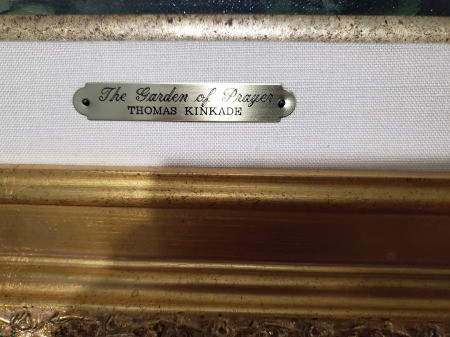 The Garden of Prayer
THOMAS KINKADE